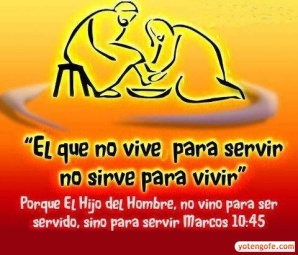 “El que no vive para servir
no sirve para vivir”
Porque El Hijo del Hombre, no vino para ser
servido, sino para servir Marcos 10:45
yotengofe.com